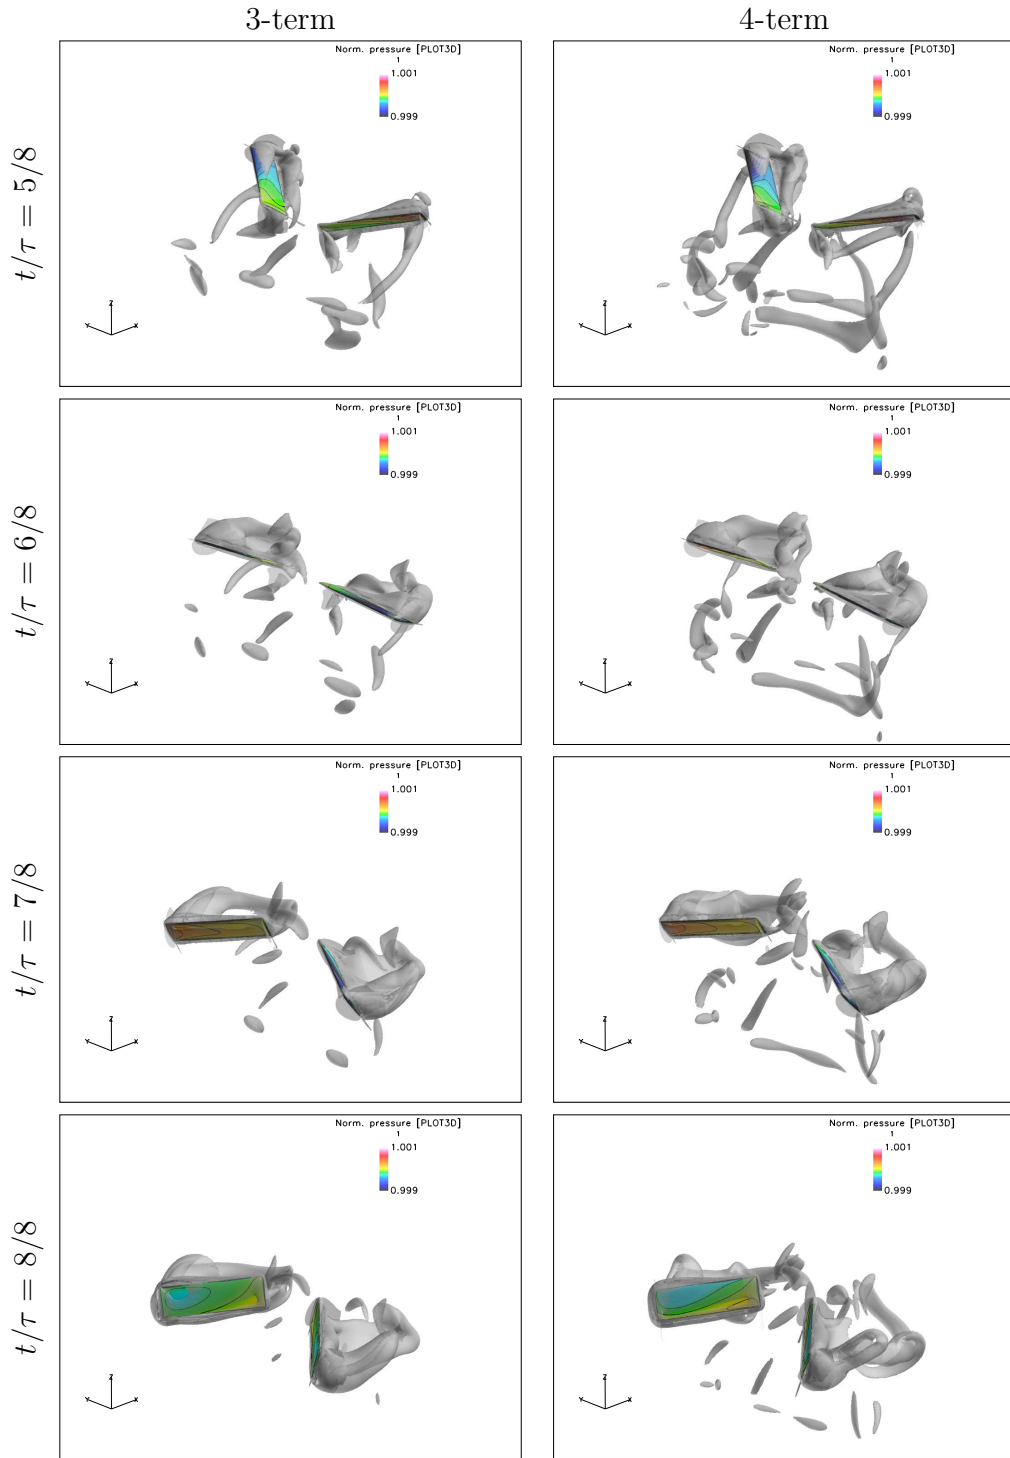 3-term 4-term
t/τ = 5/8
Norm. pressure [PLOT3D]
1
1.001
0.999
Z
Y X
Norm. pressure [PLOT3D]
1
1.001
0.999
Z
Y X
t/τ = 6/8
Norm. pressure [PLOT3D]
1
1.001
0.999
Z
Y X
Norm. pressure [PLOT3D]
1
1.001
0.999
Z
Y X
t/τ = 7/8
Norm. pressure [PLOT3D]
1
1.001
0.999
Z
Y X
Norm. pressure [PLOT3D]
1
1.001
0.999
Z
Y X
t/τ = 8/8
Norm. pressure [PLOT3D]
1
1.001
0.999
Z
Y X
Norm. pressure [PLOT3D]
1
1.001
0.999
Z
Y X